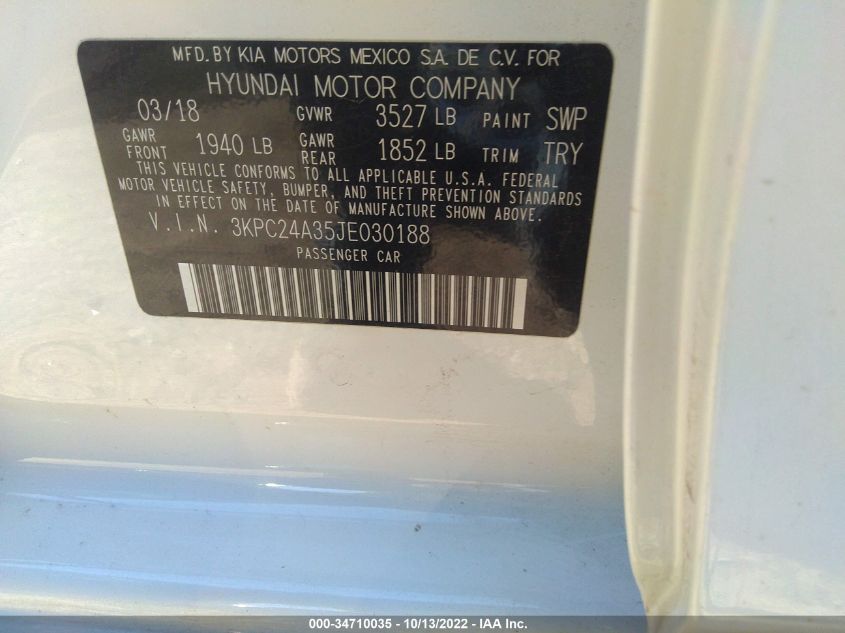 MFD. BY KIA MOTORS MEXICO S.A. DE C.V. FOR
HYUNDAI MOTOR COMPANY
03/18 GVWR 3527 LB PAINT SWP
GAWR FRONT 1940 LB GAWR REAR 1852 LB TRIM TRY
THIS VEHICLE CONFORMS TO ALL APPLICABLE U.S.A. FEDERAL
MOTOR VEHICLE SAFETY, BUMPER, AND THEFT PREVENTION STANDARDS
IN EFFECT ON THE DATE OF MANUFACTURE SHOWN ABOVE.
V.I.N. 3KPC24A35JE030188
PASSENGER CAR
000-34710035 - 10/13/2022 - IAA Inc.